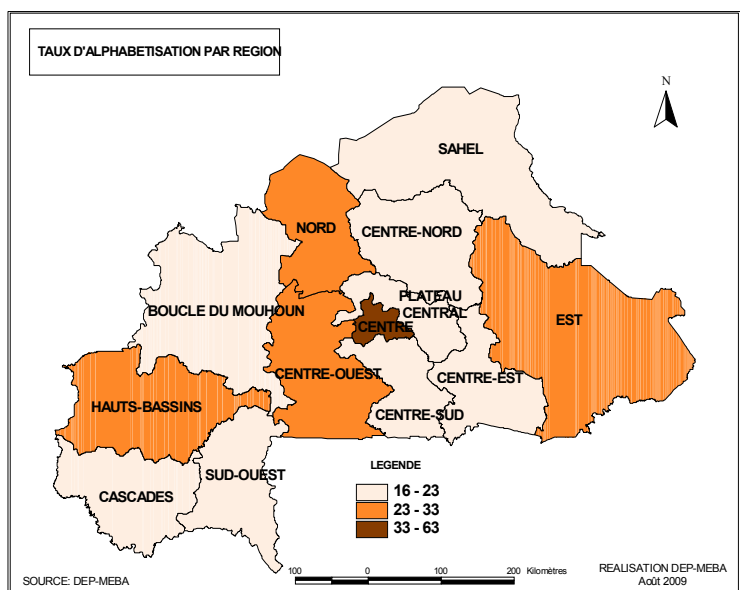 TAUX D'ALPHABETISATION PAR REGION
N
SAHEL
NORD
CENTRE-NORD
PLATEAU
CENTRAL
BOUCLE DU MOUHOUN
CENTRE
EST
CENTRE-OUEST
CENTRE-EST
HAUTS-BASSINS
CENTRE-SUD
SUD-OUEST
CASCADES
LEGENDE
16 - 23
23 - 33
33 - 63
100 0 100 200 Kilomètres
SOURCE: DEP-MEBA
REALISATION DEP-MEBA
Août 2009